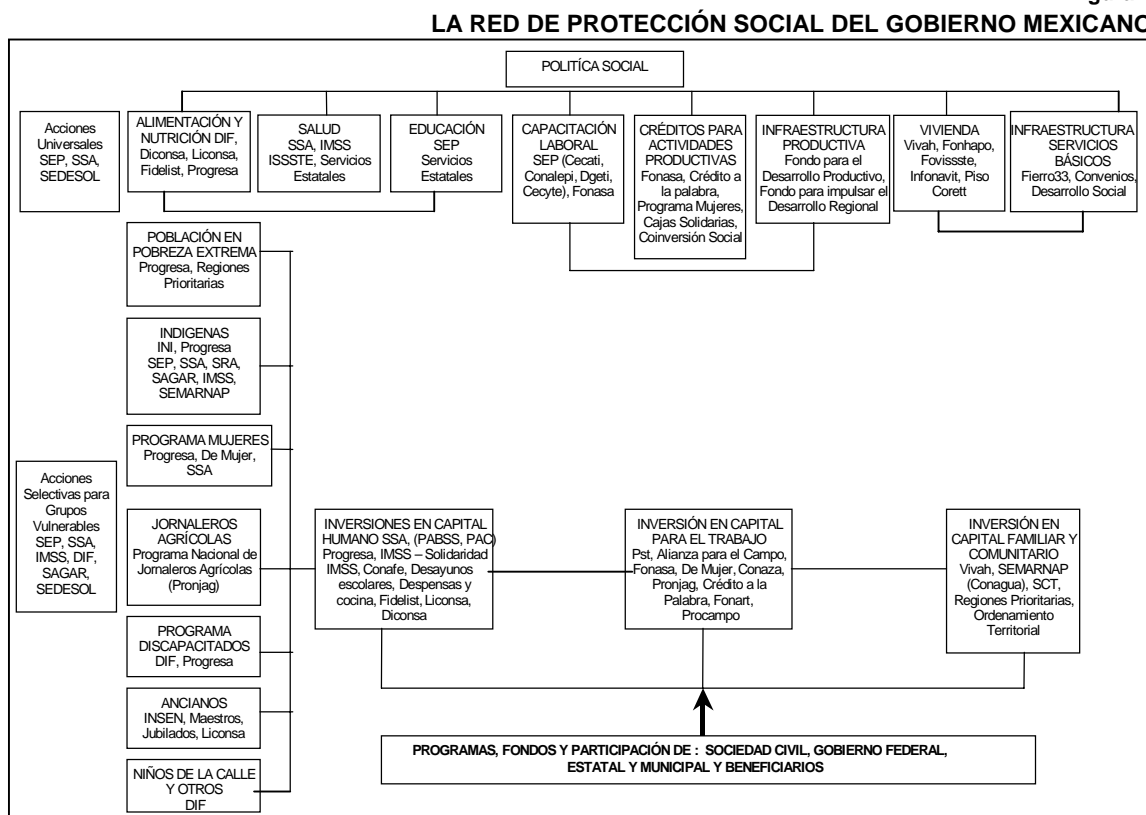 LA RED DE PROTECCIÓN SOCIAL DEL GOBIERNO MEXICANO
POLITÍCA SOCIAL
Acciones
Universales
SEP, SSA,
SEDESOL
ALIMENTACIÓN Y
NUTRICIÓN DIF,
Diconsa, Liconsa,
Fidelist, Progresa
SALUD
SSA, IMSS
ISSSTE, Servicios
Estatales
EDUCACIÓN
SEP
Servicios
Estatales
CAPACITACIÓN
LABORAL
SEP (Cecati,
Conalepi, Dgeti,
Cecyte), Fonasa
CRÉDITOS PARA
ACTIVIDADES
PRODUCTIVAS
Fonasa, Crédito a
la palabra,
Programa Mujeres,
Cajas Solidarias,
Coinversión Social
INFRAESTRUCTURA
PRODUCTIVA
Fondo para el
Desarrollo Productivo,
Fondo para impulsar el
Desarrollo Regional
VIVIENDA
Vivah, Fonhapo,
Fovissste,
Infonavit, Piso
Corett
INFRAESTRUCTURA
SERVICIOS
BÁSICOS
Fierro33, Convenios,
Desarrollo Social
POBLACIÓN EN
POBREZA EXTREMA
Progresa, Regiones
Prioritarias
INDIGENAS
INI, Progresa
SEP, SSA, SRA,
SAGAR, IMSS,
SEMARNAP
PROGRAMA MUJERES
Progresa, De Mujer,
SSA
Acciones
Selectivas para
Grupos
Vulnerables
SEP, SSA,
IMSS, DIF,
SAGAR,
SEDESOL
JORNALEROS
AGRÍCOLAS
Programa Nacional de
Jornaleros Agrícolas
(Pronjag)
INVERSIONES EN CAPITAL
HUMANO SSA, (PABSS, PAC)
Progresa, IMSS – Solidaridad
IMSS, Conafe, Desayunos
escolares, Despensas y
cocina, Fidelist, Liconsa,
Diconsa
INVERSIÓN EN CAPITAL
PARA EL TRABAJO
Pst, Alianza para el Campo,
Fonasa, De Mujer, Conaza,
Pronjag, Crédito a la
Palabra, Fonart,
Procampo
INVERSIÓN EN
CAPITAL FAMILIAR Y
COMUNITARIO
Vivah, SEMARNAP
(Conagua), SCT,
Regiones Prioritarias,
Ordenamiento
Territorial
PROGRAMA
DISCAPACITADOS
DIF, Progresa
ANCIANOS
INSEN, Maestros,
Jubilados, Liconsa
NIÑOS DE LA CALLE
Y OTROS
DIF
PROGRAMAS, FONDOS Y PARTICIPACIÓN DE : SOCIEDAD CIVIL, GOBIERNO FEDERAL,
ESTATAL Y MUNICIPAL Y BENEFICIARIOS